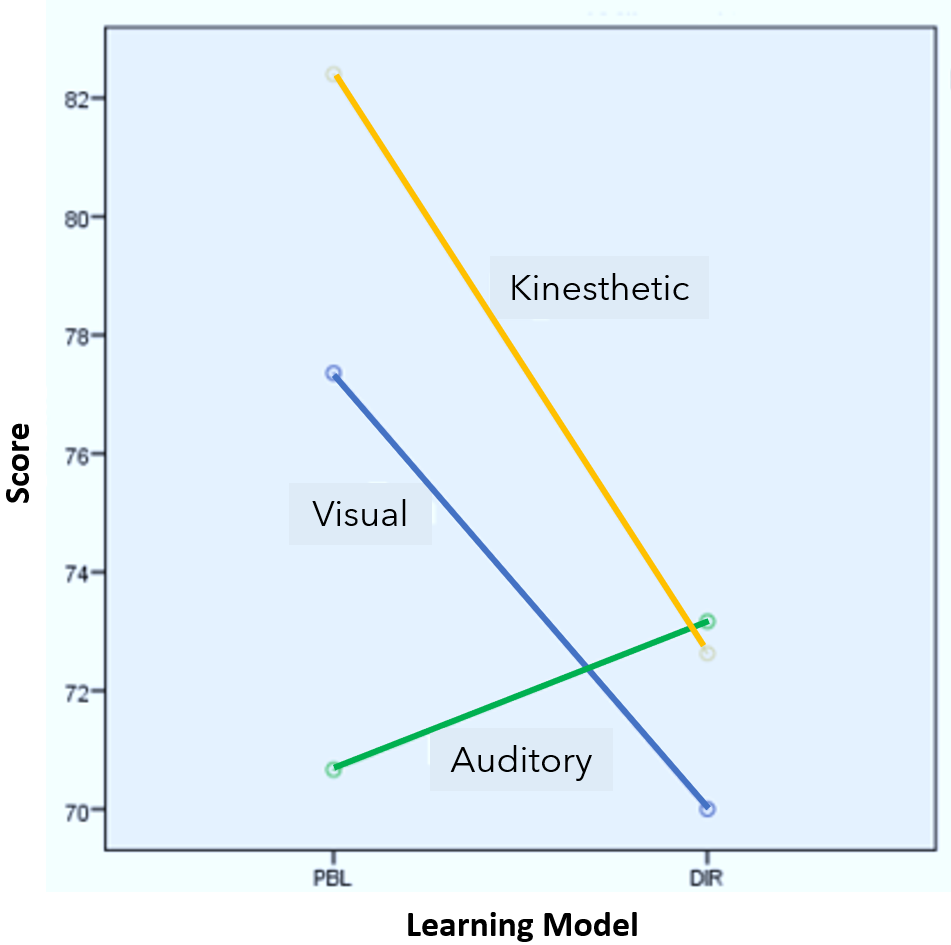 82
80
78
76
74
72
70
Score
Kinesthetic
Visual
Auditory
PBL
DIR
Learning Model